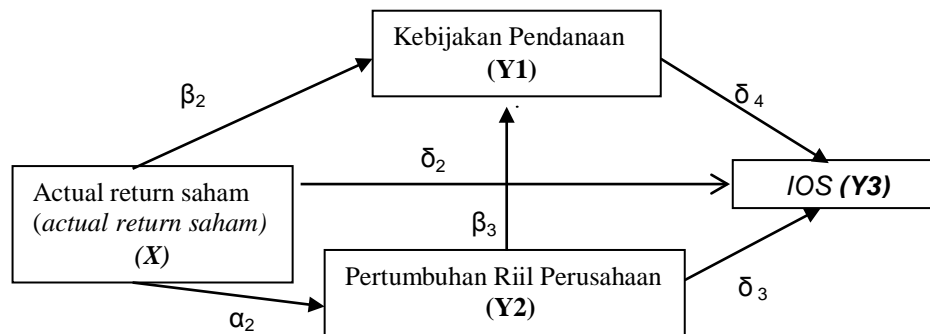 Kebijakan Pendanaan
(Y1)
β2
δ4
δ2
Actual return saham
(actual return saham)
(X)
IOS (Y3)
β3
Pertumbuhan Riil Perusahaan
(Y2)
δ3
α2